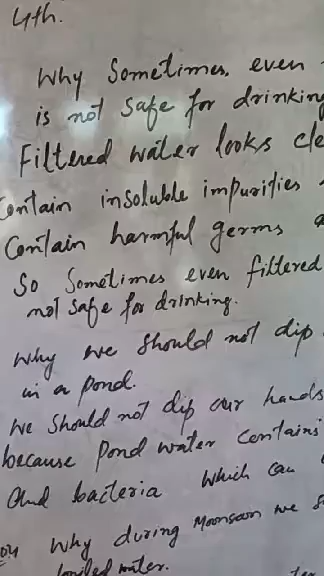 4th.
Why Sometimes, even
is not safe for drinking
Filtered water looks cle
Contain insoluble impurities
Contain harmful germs a
So Sometimes even filtered
not safe for drinking.
Why we should not dip
in a pond.
We should not dip our hands
because Pond water contains
and bacteria which can
Why during Monsoon we s
boiled water.